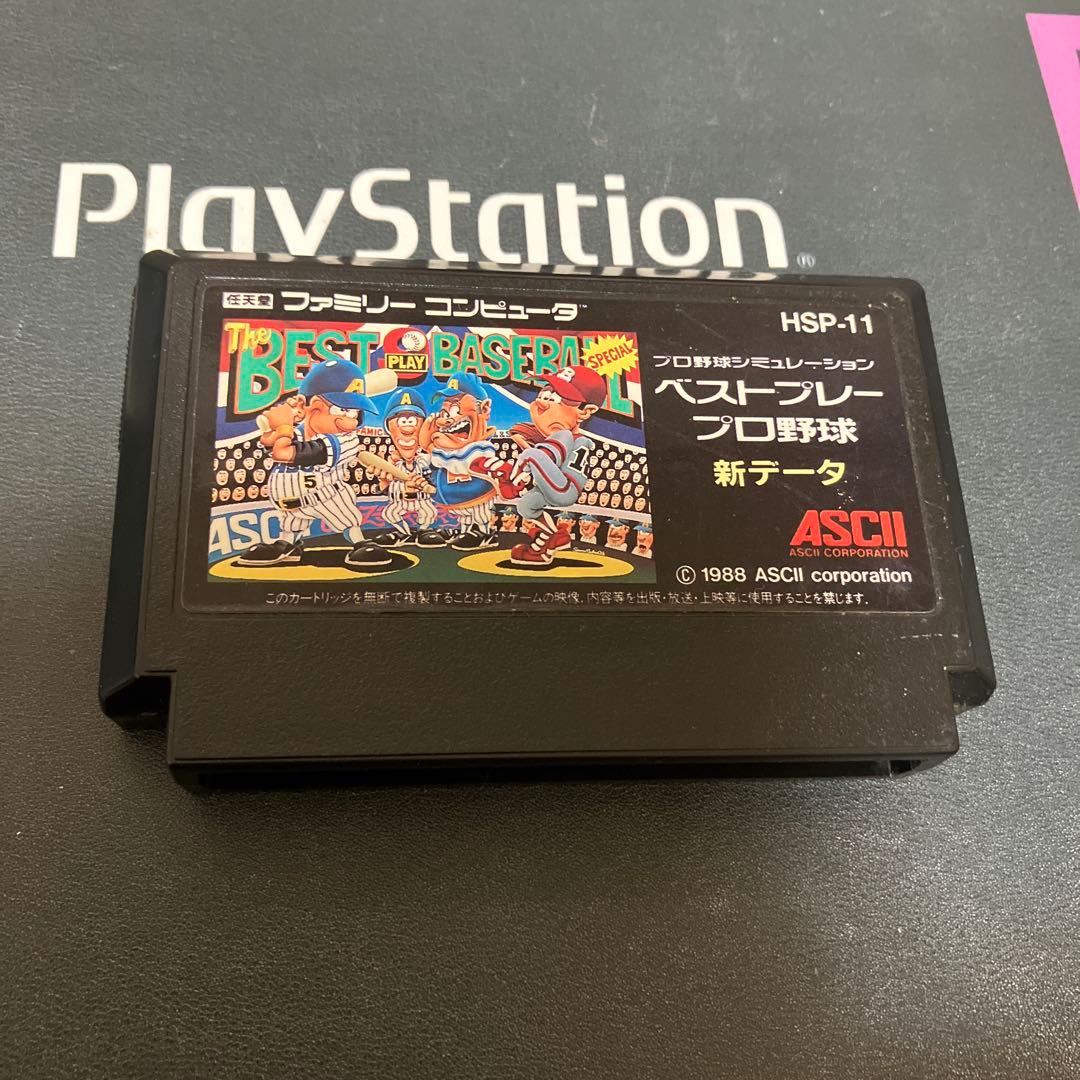 PlayStation®
任天堂 ファミリー コンピュータ™
HSP-11
The BEST PLAY BASEBALL
SPECIAL
プロ野球シミュレーション
ベストプレー
プロ野球
新データ
ASCII
ASCII CORPORATION
© 1988 ASCII corporation
このカートリッジを無断で複製することおよびゲームの映像、内容等を出版・放送・上映等に使用することを禁じます.